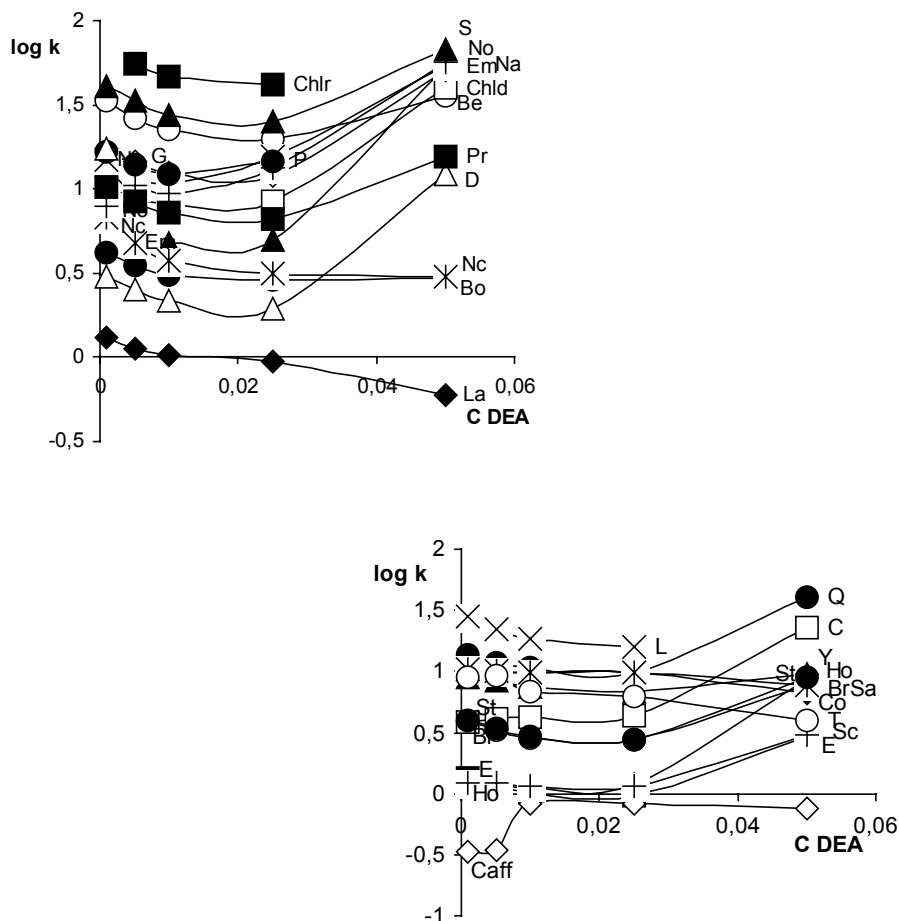 2
S
log k
No
EmNa
Chlr
Chld
1,5
Be
N
G
P
Pr
1
D
Nc
Em
0,5
Nc
Bo
0
0
0,02
0,04
0,06
La
C DEA
-0,5
2
log k
Q
1,5
C
L
Y
1
St
Ho
BrSa
St
Co
T
0,5
Br
Sc
E
E
Ho
0
0
0,02
0,04
0,06
C DEA
-0,5
Caff
-1